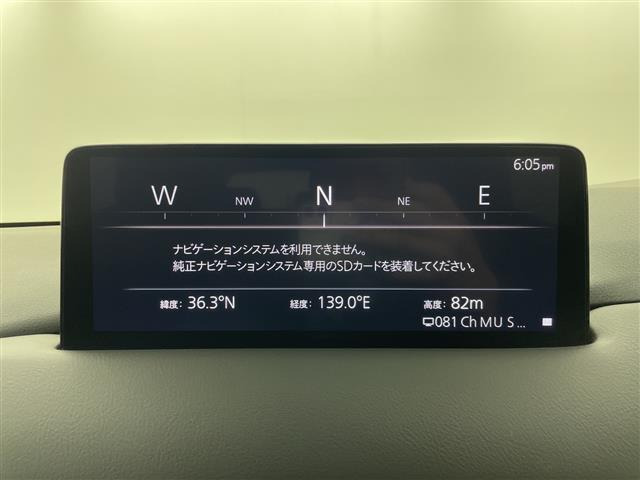 6:05pm
W NW N NE E
ナビゲーションシステムを利用できません。
純正ナビゲーションシステム専用のSDカードを装着してください。
緯度: 36.3°N 経度: 139.0°E 高度: 82m
081 Ch MU S ...